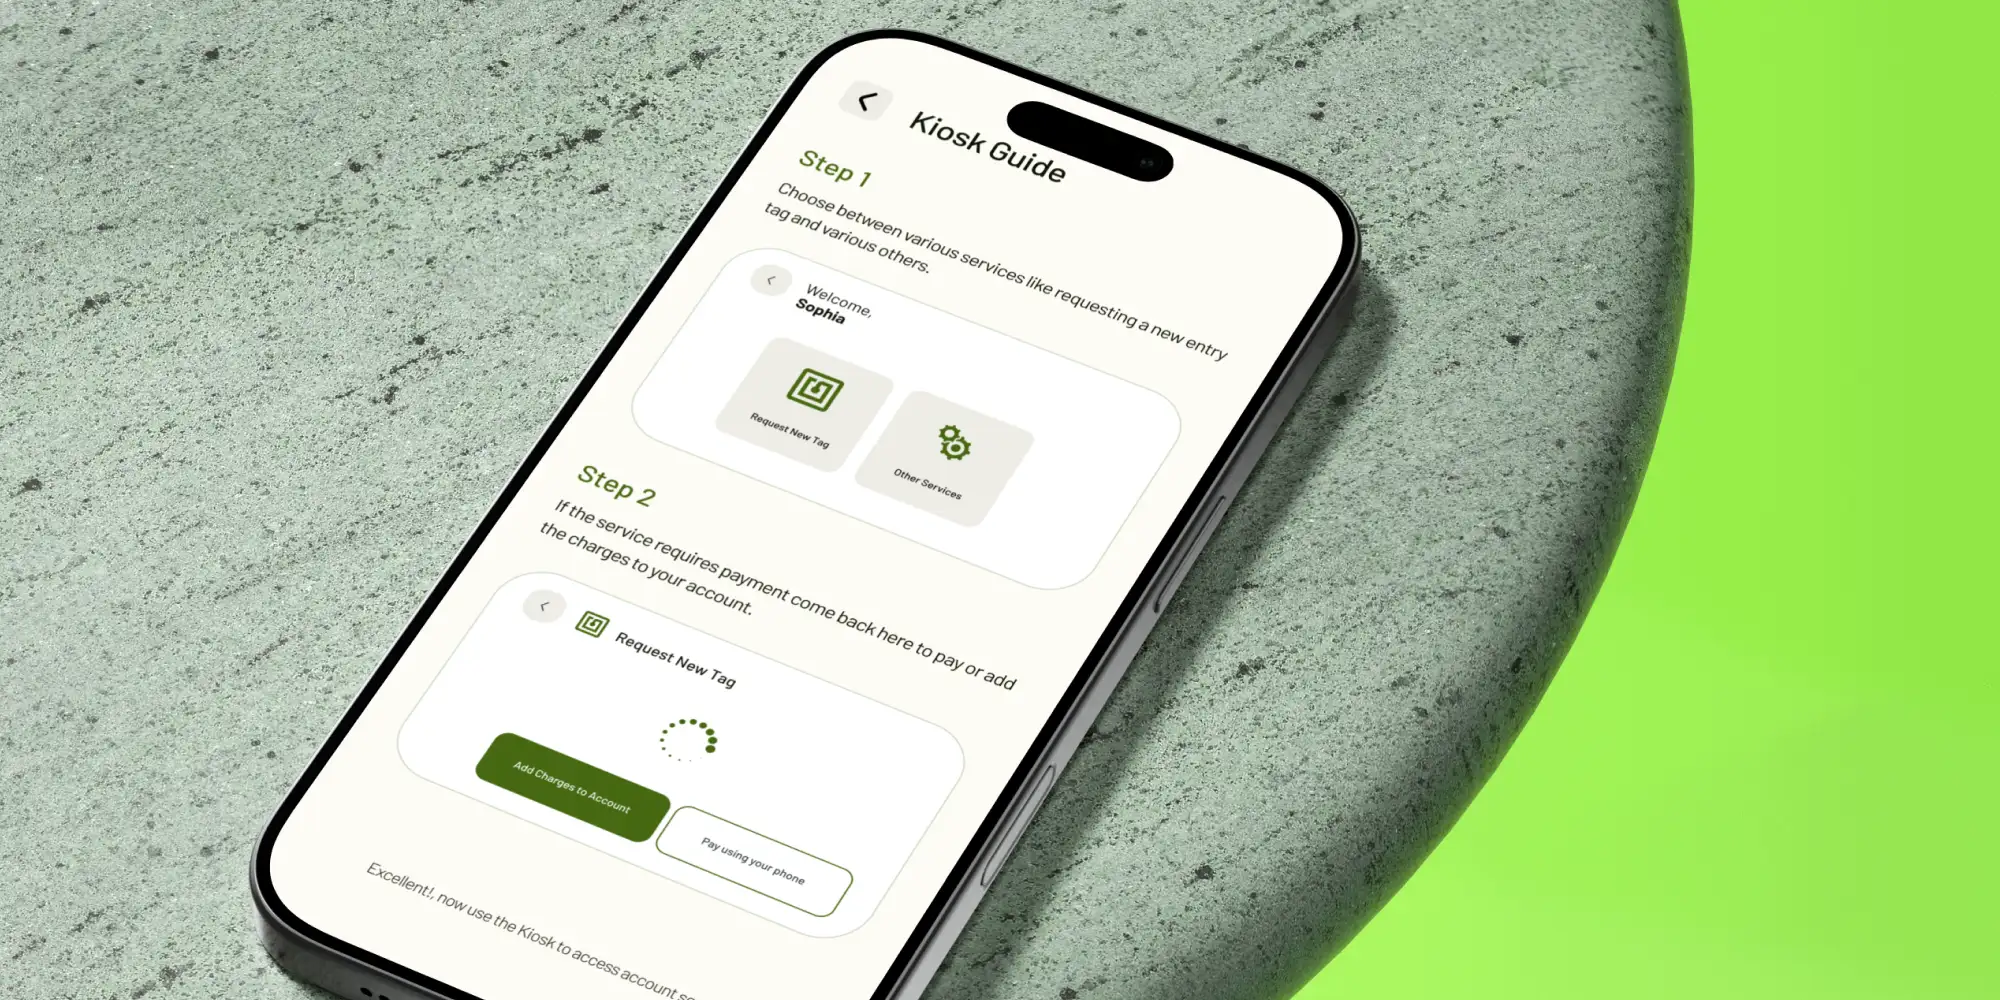 Kiosk Guide
Step 1
Choose between various services like requesting a new entry
tag and various others.
Welcome,
Sophia
Request New Tag
Other Services
Step 2
If the service requires payment come back here to pay or add
the charges to your account.
Request New Tag
Add Charges to Account
Pay using your phone
Excellent!, now use the Kiosk to access account